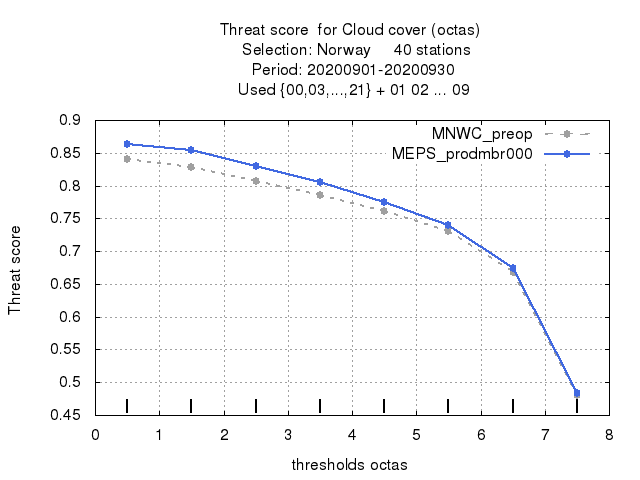 Threat score  for Cloud cover (octas)
Selection: Norway     40 stations
Period: 20200901-20200930
Used {00,03,...,21} + 01 02 ... 09
MNWC_preop
MEPS_prodmbr000
Threat score
0.9
0.85
0.8
0.75
0.7
0.65
0.6
0.55
0.5
0.45
0 1 2 3 4 5 6 7 8
thresholds octas